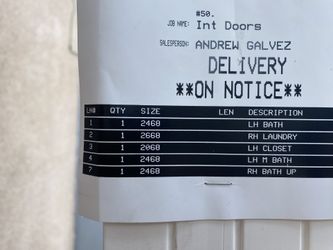 #50.
JOB NAME: Int Doors
SALESPERSON: ANDREW GALVEZ
DELIVERY
**ON NOTICE**
LN# QTY SIZE LEN DESCRIPTION
1 1 2468 LH BATH
2 1 2668 RH LAUNDRY
3 1 2068 LH CLOSET
4 1 2468 LH M BATH
7 1 2468 RH BATH UP